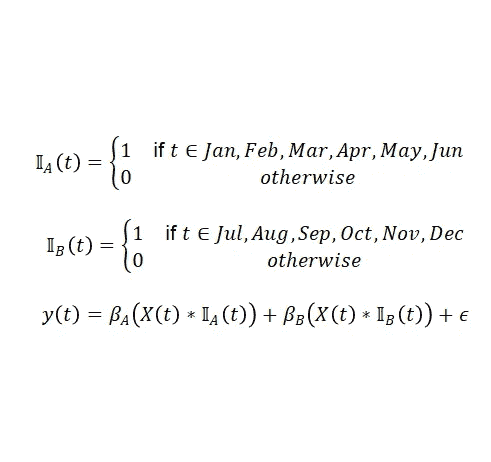 𝕀_A(t) = {1 if t ∈ Jan, Feb, Mar, Apr, May, Jun
0 otherwise
𝕀_B(t) = {1 if t ∈ Jul, Aug, Sep, Oct, Nov, Dec
0 otherwise
y(t) = β_A(X(t) * 𝕀_A(t)) + β_B(X(t) * 𝕀_B(t)) + ϵ